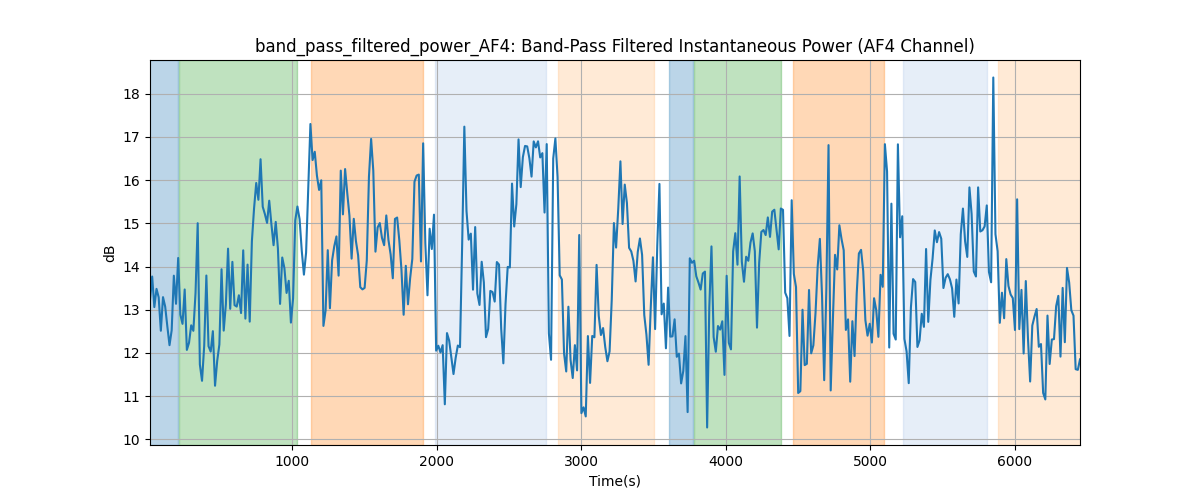 band_pass_filtered_power_AF4: Band-Pass Filtered Instantaneous Power (AF4 Channel)
18
17
16
15
14
13
12
11
10
dB
1000 2000 3000 4000 5000 6000
Time(s)